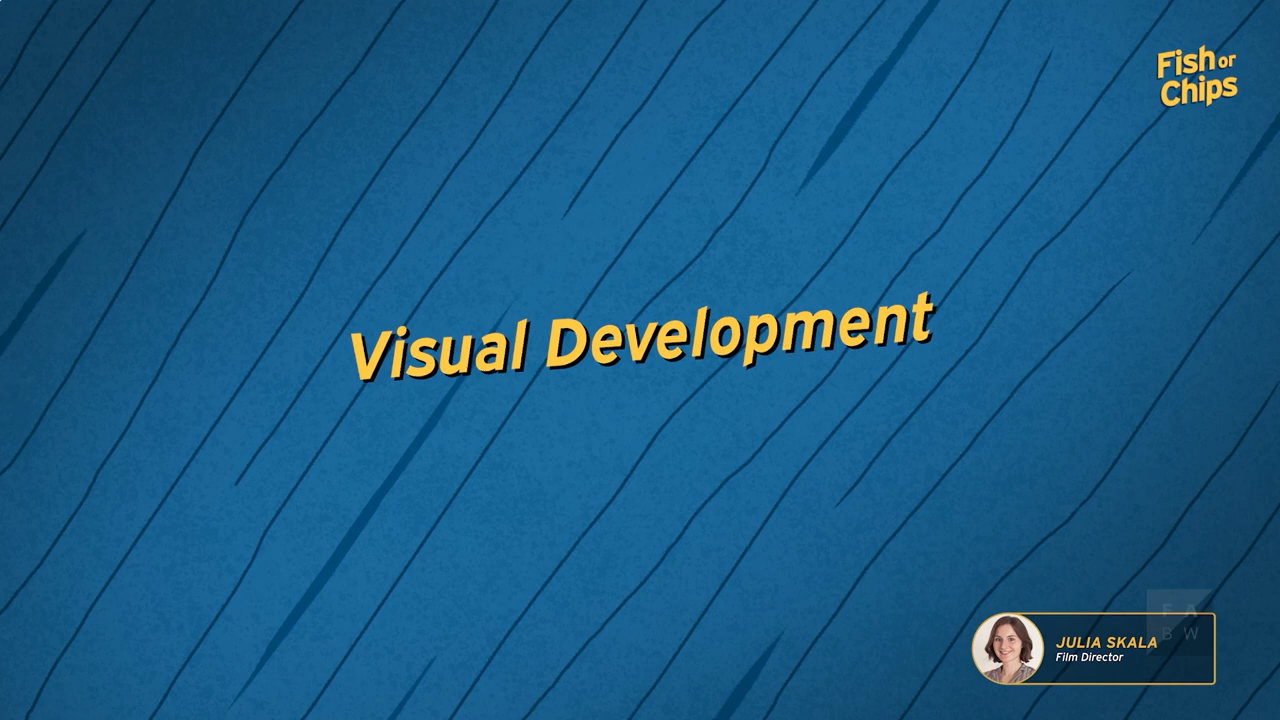 Fish or
Chips
Visual Development
F A
B W
JULIA SKALA
Film Director